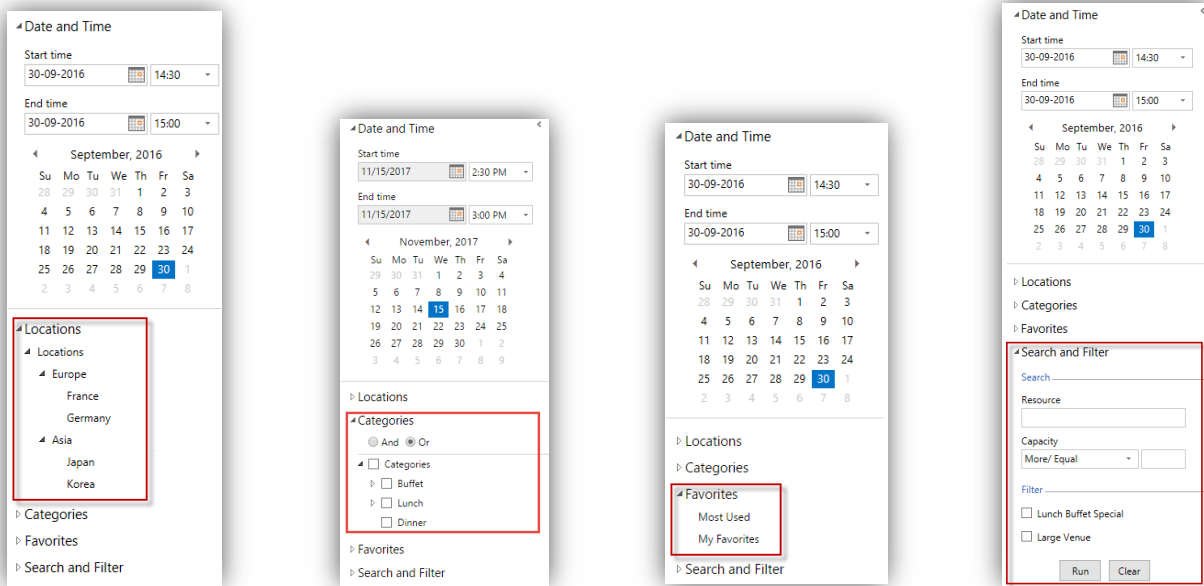 Date and Time
Start time
30-09-2016 14:30
End time
30-09-2016 15:00
September, 2016
Su Mo Tu We Th Fr Sa
28 29 30 31 1 2 3
4 5 6 7 8 9 10
11 12 13 14 15 16 17
18 19 20 21 22 23 24
25 26 27 28 29 30 1
2 3 4 5 6 7 8
Locations
Locations
Europe
France
Germany
Asia
Japan
Korea
Categories
Favorites
Search and Filter
Date and Time
Start time
11/15/2017 2:30 PM
End time
11/15/2017 3:00 PM
November, 2017
Su Mo Tu We Th Fr Sa
29 30 31 1 2 3 4
5 6 7 8 9 10 11
12 13 14 15 16 17 18
19 20 21 22 23 24 25
26 27 28 29 30 1 2
3 4 5 6 7 8 9
Locations
Categories
And Or
Categories
Buffet
Lunch
Dinner
Favorites
Search and Filter
Date and Time
Start time
30-09-2016 14:30
End time
30-09-2016 15:00
September, 2016
Su Mo Tu We Th Fr Sa
28 29 30 31 1 2 3
4 5 6 7 8 9 10
11 12 13 14 15 16 17
18 19 20 21 22 23 24
25 26 27 28 29 30 1
2 3 4 5 6 7 8
Locations
Categories
Favorites
Most Used
My Favorites
Search and Filter
Date and Time
Start time
30-09-2016 14:30
End time
30-09-2016 15:00
September, 2016
Su Mo Tu We Th Fr Sa
28 29 30 31 1 2 3
4 5 6 7 8 9 10
11 12 13 14 15 16 17
18 19 20 21 22 23 24
25 26 27 28 29 30 1
2 3 4 5 6 7 8
Locations
Categories
Favorites
Search and Filter
Search
Resource
Capacity
More/ Equal
Filter
Lunch Buffet Special
Large Venue
Run Clear